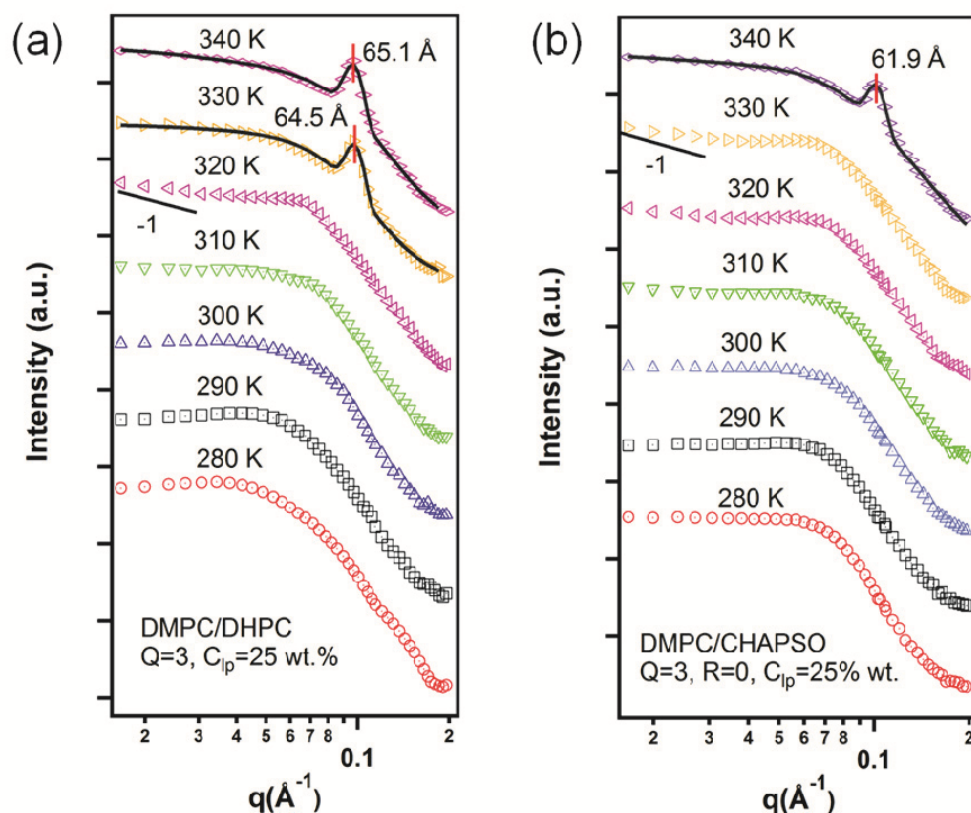 (a)
340 K
65.1 Å
330 K
64.5 Å
320 K
-1
310 K
300 K
290 K
280 K
DMPC/DHPC
Q=3, Clp=25 wt.%
Intensity (a.u.)
2 3 4 5 6 7 8 0.1 2
q(Å-1)
(b)
340 K
61.9 Å
330 K
-1
320 K
310 K
300 K
290 K
280 K
DMPC/CHAPSO
Q=3, R=0, Clp=25% wt.
Intensity (a.u.)
2 3 4 5 6 7 8 0.1 2
q(Å-1)